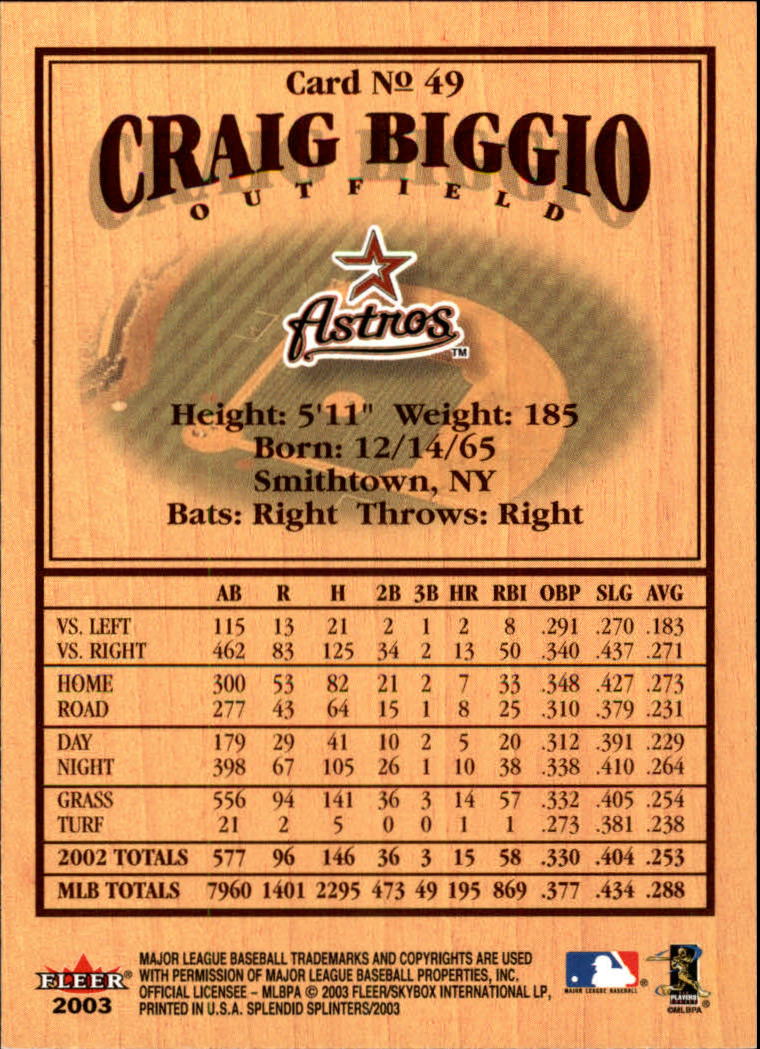 Card No 49
CRAIG BIGGIO
OUTFIELD
Astros TM
Height: 5'11" Weight: 185
Born: 12/14/65
Smithtown, NY
Bats: Right Throws: Right
AB R H 2B 3B HR RBI OBP SLG AVG
VS. LEFT 115 13 21 2 1 2 8 .291 .270 .183
VS. RIGHT 462 83 125 34 2 13 50 .340 .437 .271
HOME 300 53 82 21 2 7 33 .348 .427 .273
ROAD 277 43 64 15 1 8 25 .310 .379 .231
DAY 179 29 41 10 2 5 20 .312 .391 .229
NIGHT 398 67 105 26 1 10 38 .338 .410 .264
GRASS 556 94 141 36 3 14 57 .332 .405 .254
TURF 21 2 5 0 0 1 1 .273 .381 .238
2002 TOTALS 577 96 146 36 3 15 58 .330 .404 .253
MLB TOTALS 7960 1401 2295 473 49 195 869 .377 .434 .288
FLEER®
2003
MAJOR LEAGUE BASEBALL TRADEMARKS AND COPYRIGHTS ARE USED
WITH PERMISSION OF MAJOR LEAGUE BASEBALL PROPERTIES, INC.
OFFICIAL LICENSEE - MLBPA © 2003 FLEER/SKYBOX INTERNATIONAL LP,
PRINTED IN U.S.A. SPLENDID SPLINTERS/2003
MAJOR LEAGUE BASEBALL ®
PLAYERS
®
©MLBPA